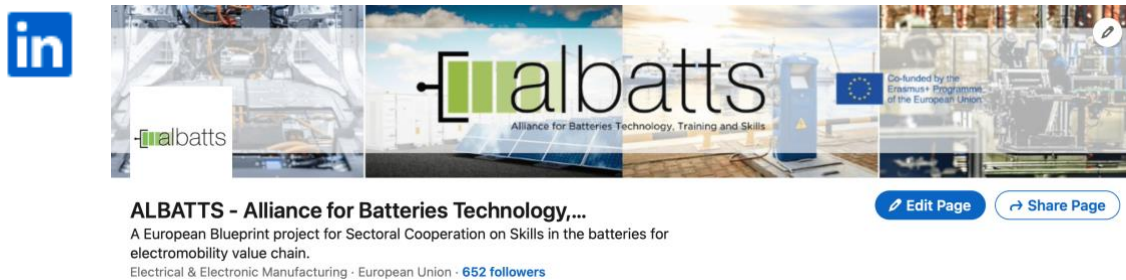 in
albatts
Alliance for Batteries Technology, Training and Skills
Co-funded by the
Erasmus+ Programme
of the European Union
albatts
ALBATTS - Alliance for Batteries Technology,...
Edit Page
Share Page
A European Blueprint project for Sectoral Cooperation on Skills in the batteries for
electromobility value chain.
Electrical & Electronic Manufacturing · European Union · 652 followers